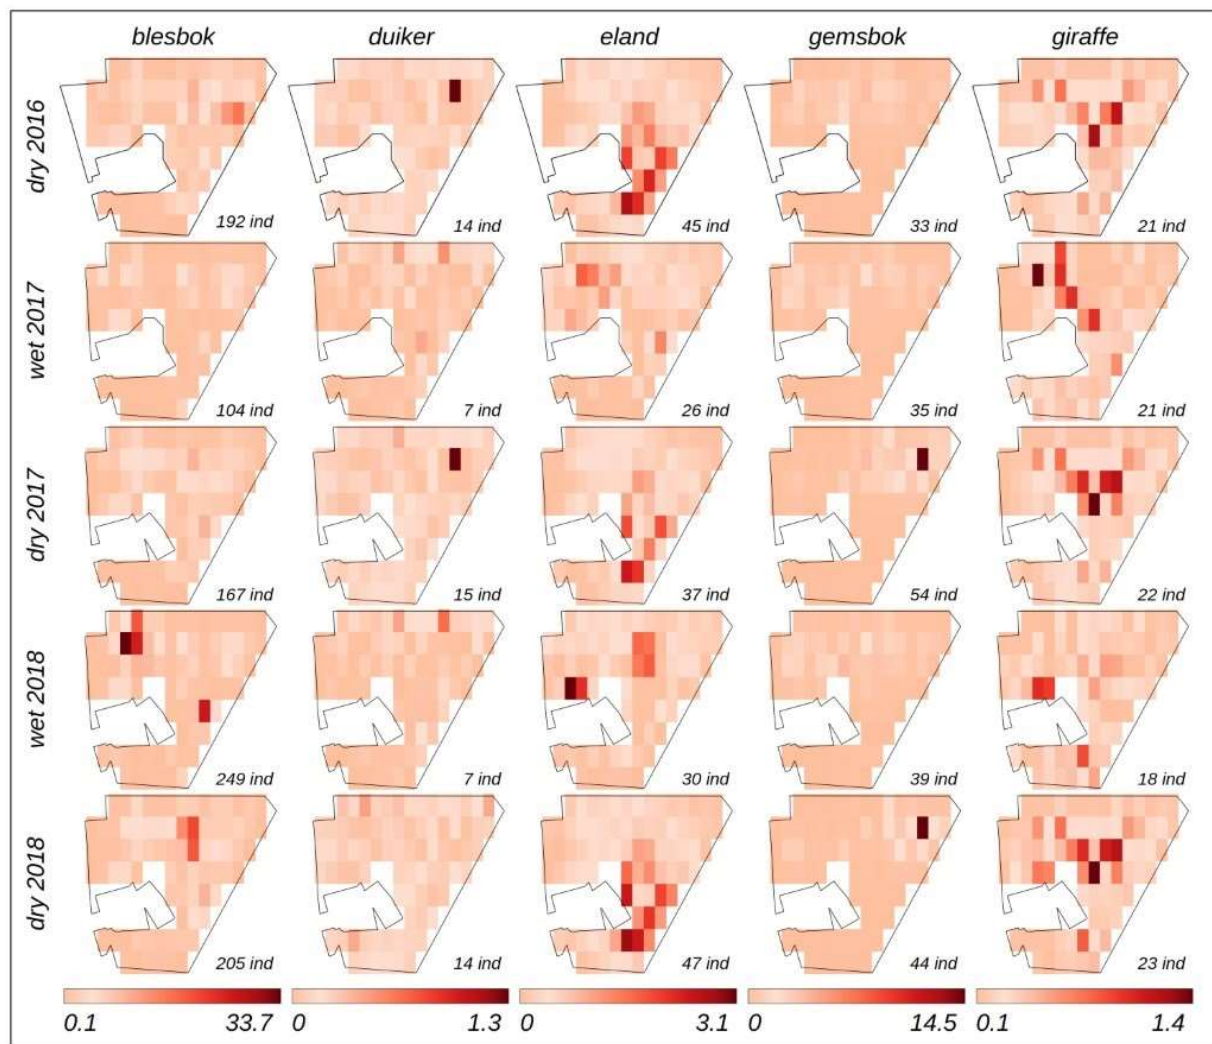 blesbok duiker eland gemsbok giraffe
dry 2016
192 ind 14 ind 45 ind 33 ind 21 ind
wet 2017
104 ind 7 ind 26 ind 35 ind 21 ind
dry 2017
167 ind 15 ind 37 ind 54 ind 22 ind
wet 2018
249 ind 7 ind 30 ind 39 ind 18 ind
dry 2018
205 ind 14 ind 47 ind 44 ind 23 ind
0.1 33.7 0 1.3 0 3.1 0 14.5 0.1 1.4